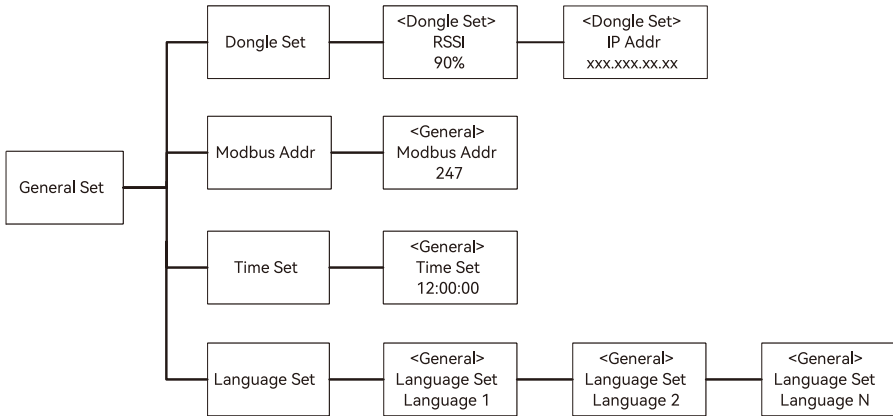 General Set
Dongle Set
<Dongle Set>
RSSI
90%
<Dongle Set>
IP Addr
xxx.xxx.xx.xx
Modbus Addr
<General>
Modbus Addr
247
Time Set
<General>
Time Set
12:00:00
Language Set
<General>
Language Set
Language 1
<General>
Language Set
Language 2
<General>
Language Set
Language N